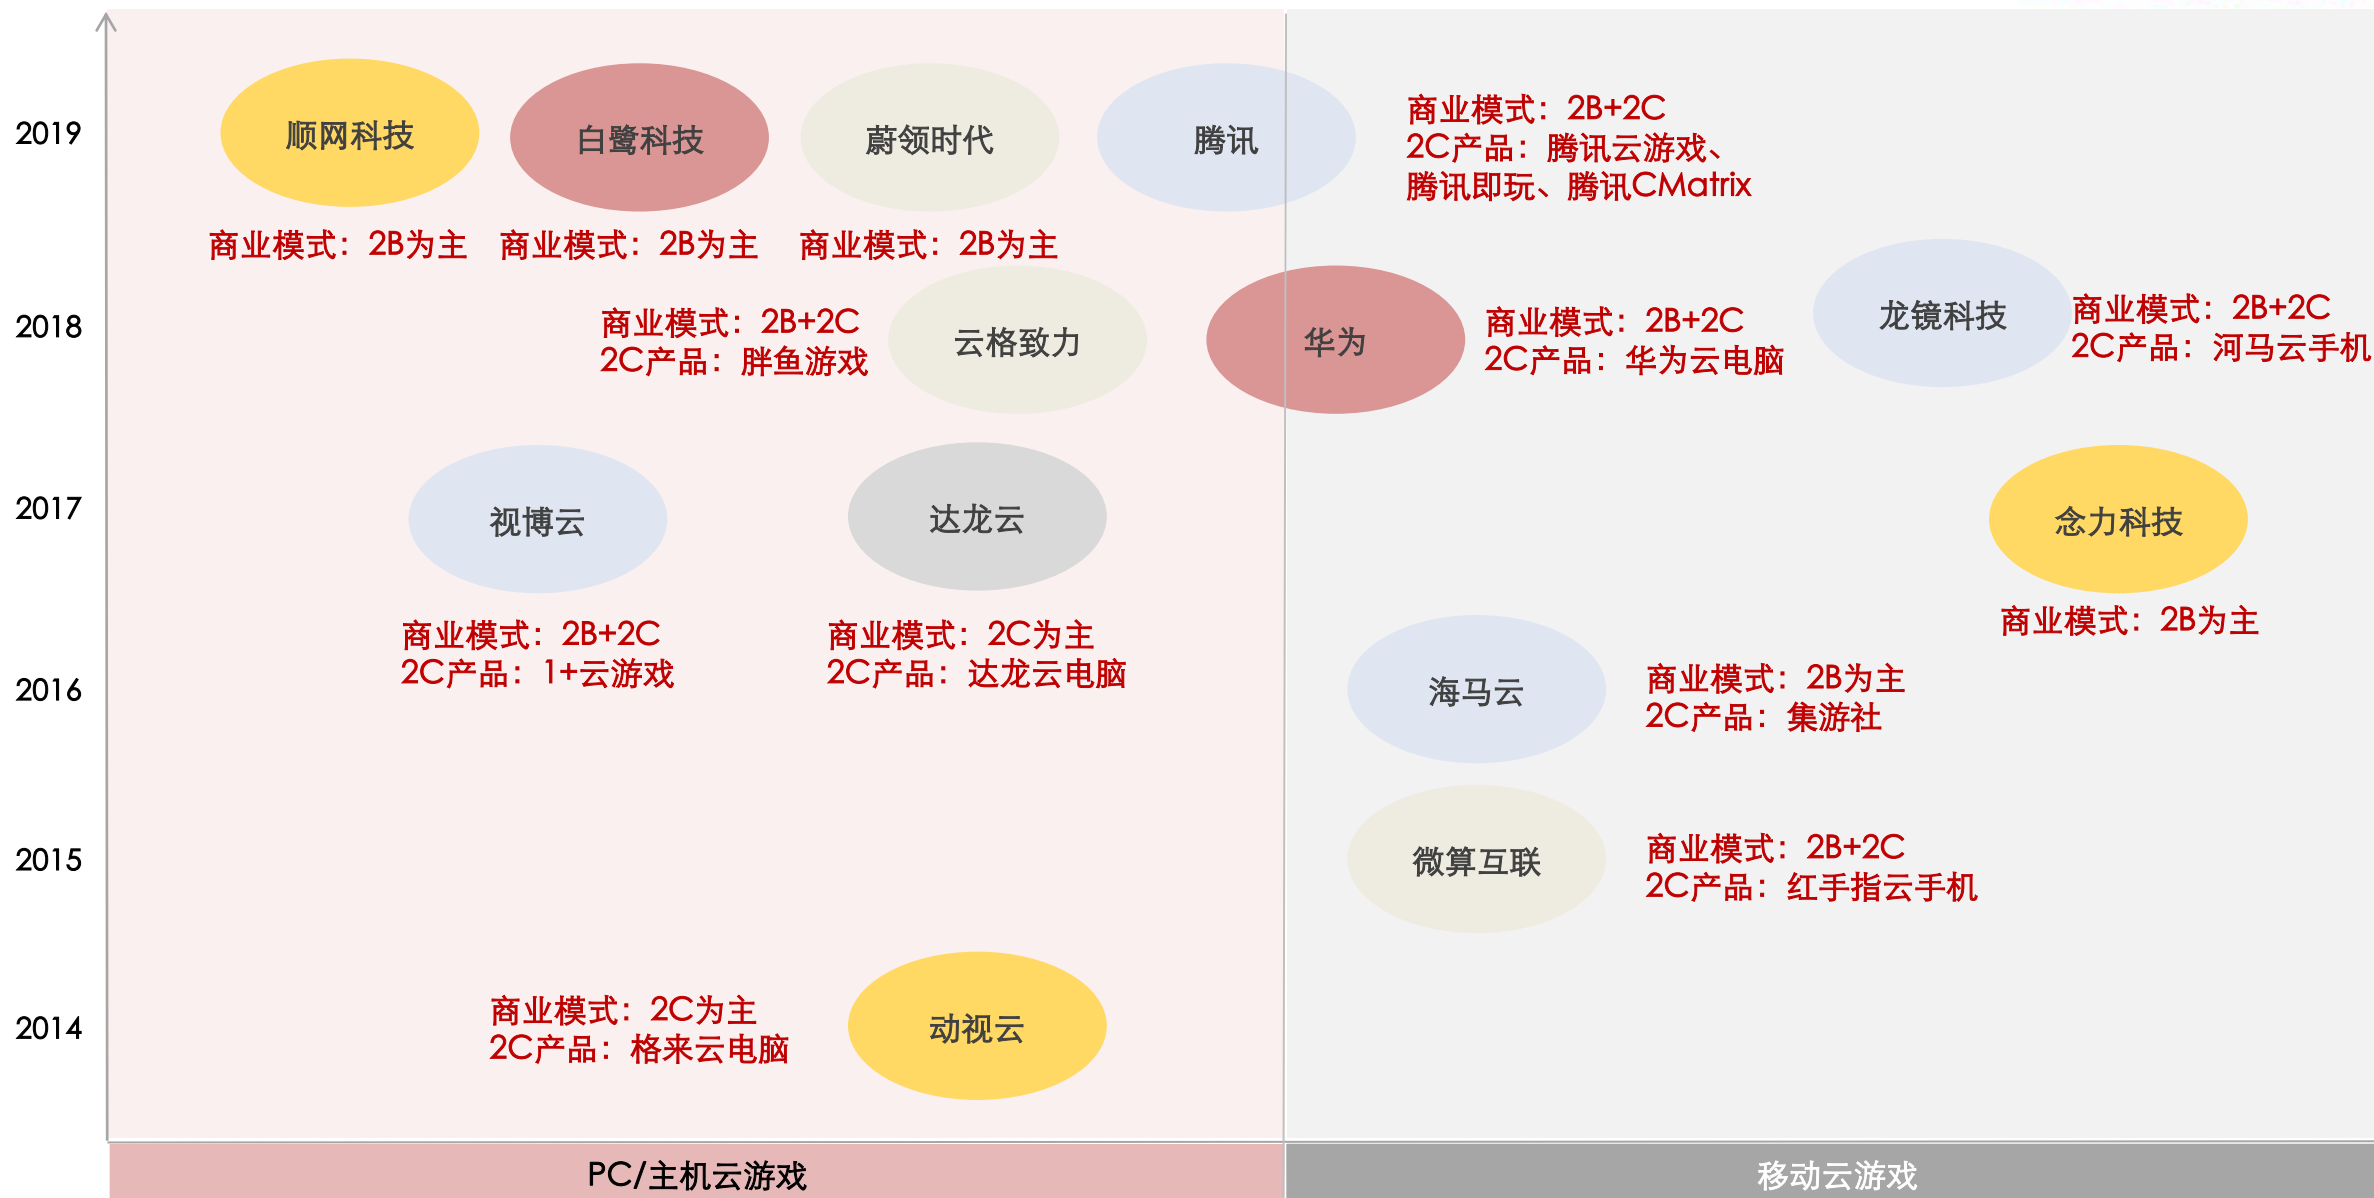 2019
顺网科技
白鹭科技
蔚领时代
腾讯
商业模式：2B+2C
2C产品：腾讯云游戏、
腾讯即玩、腾讯CMatrix
商业模式：2B为主
商业模式：2B为主
商业模式：2B为主
2018
商业模式：2B+2C
2C产品：胖鱼游戏
云格致力
华为
商业模式：2B+2C
2C产品：华为云电脑
龙镜科技
商业模式：2B+2C
2C产品：河马云手机
2017
视博云
达龙云
念力科技
商业模式：2B+2C
2C产品：1+云游戏
商业模式：2C为主
2C产品：达龙云电脑
商业模式：2B为主
2016
海马云
商业模式：2B为主
2C产品：集游社
2015
微算互联
商业模式：2B+2C
2C产品：红手指云手机
2014
商业模式：2C为主
2C产品：格来云电脑
动视云
PC/主机云游戏
移动云游戏